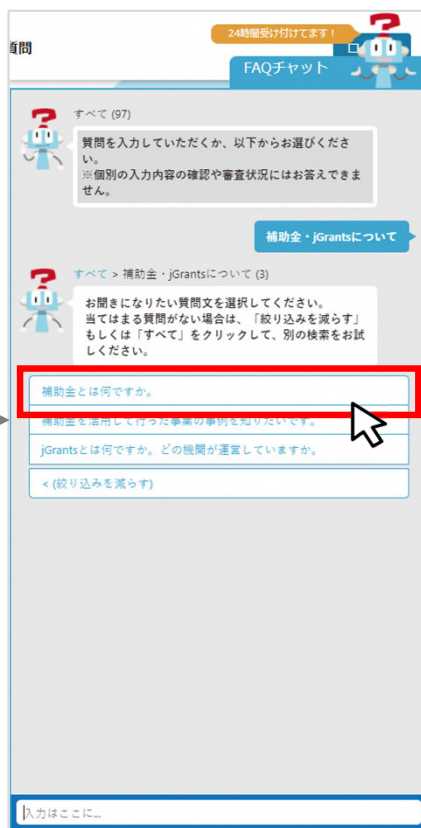 質問
24時間受け付けてます！
FAQチャット
すべて (97)
質問を入力していただくか、以下からお選びくださ
い。
※個別の入力内容の確認や審査状況にはお答えできま
せん。
補助金・jGrantsについて
すべて > 補助金・jGrantsについて (3)
お聞きになりたい質問文を選択してください。
当てはまる質問がない場合は、「絞り込みを減らす」
もしくは「すべて」をクリックして、別の検索をお試
しください。
補助金とは何ですか。
補助金を活用して行った事業の事例を知りたいです。
jGrantsとは何ですか。どの機関が運営していますか。
< (絞り込みを減らす)
入力はここに...